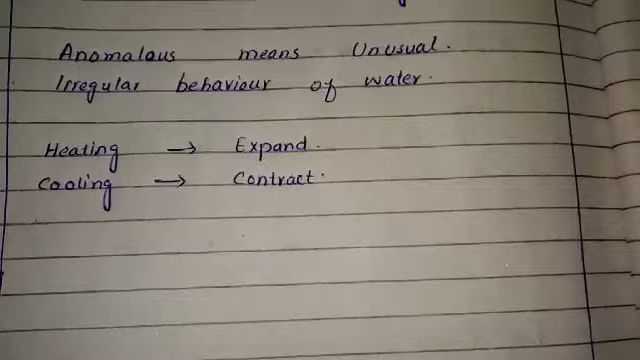 Anomalous means Unusual.
Irregular behaviour of water.
Heating → Expand.
Cooling → Contract.